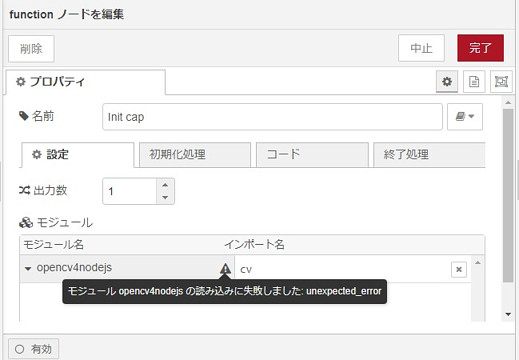 function ノードを編集
削除
中止
完了
プロパティ
名前
Init cap
設定
初期化処理
コード
終了処理
出力数
1
モジュール
モジュール名
インポート名
opencv4nodejs
cv
モジュール opencv4nodejs の読み込みに失敗しました: unexpected_error
有効